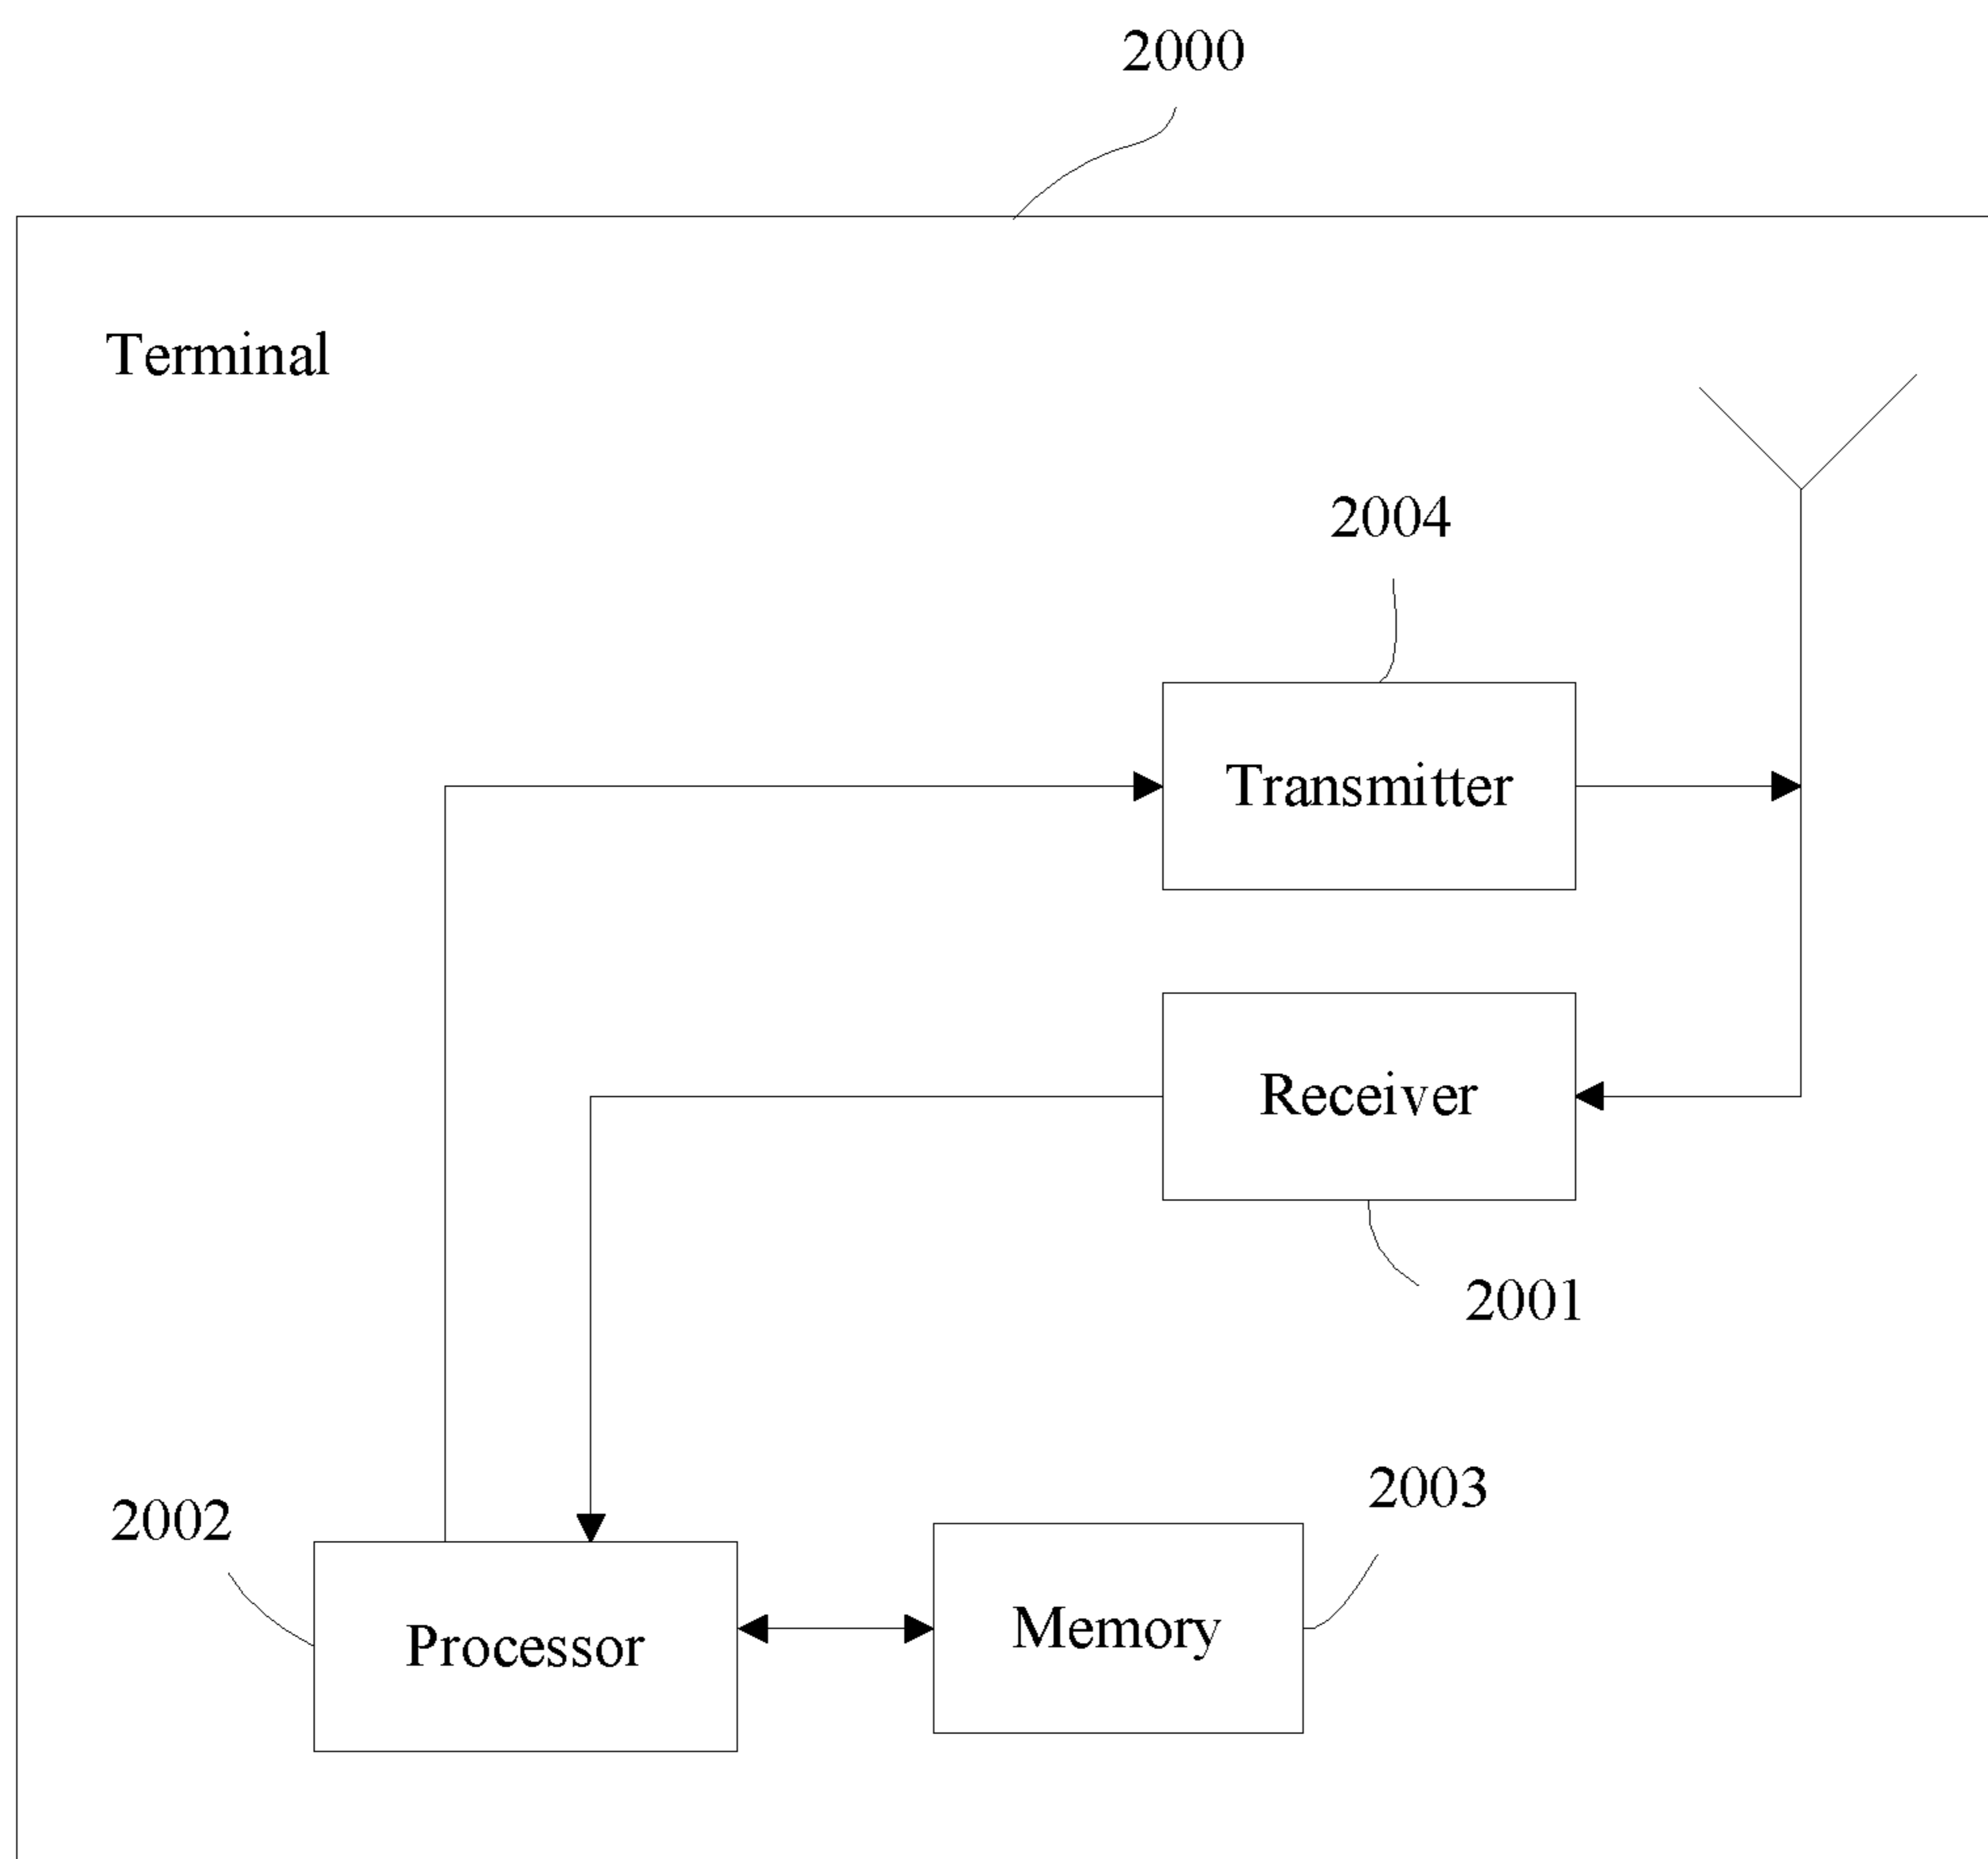 2000
Terminal
2004
Transmitter
Receiver
2001
2003
2002
Memory
Processor